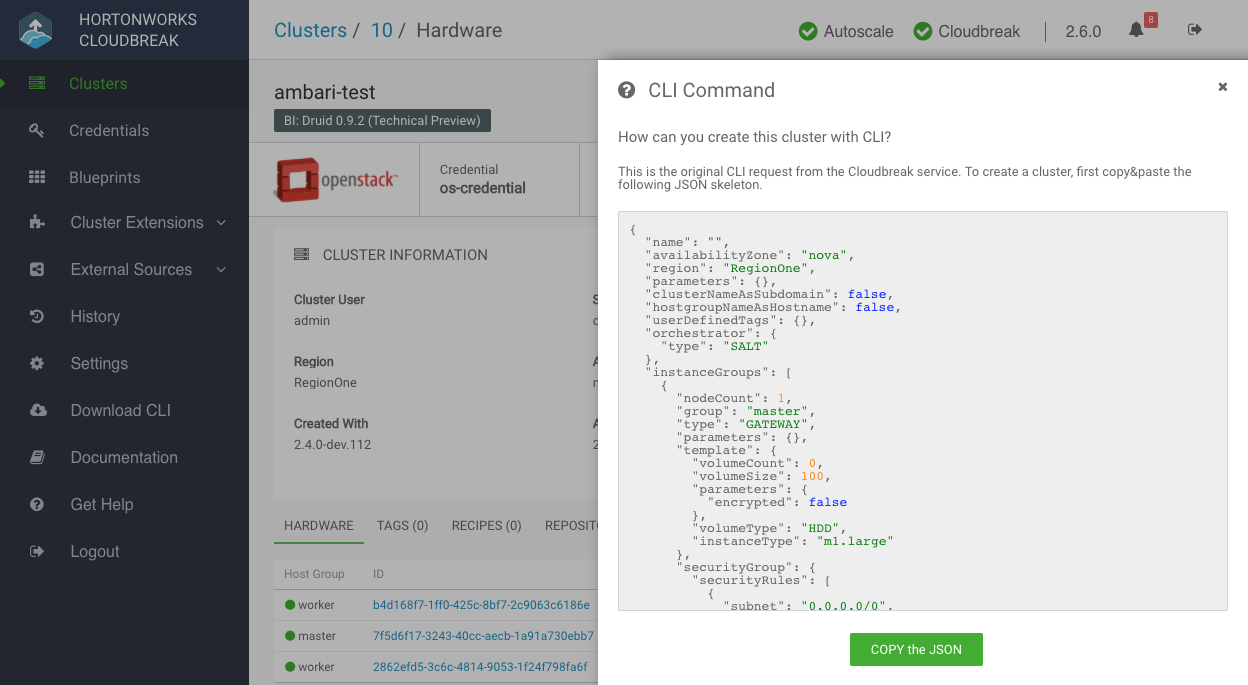 HORTONWORKS
CLOUDBREAK
Clusters
Credentials
Blueprints
Cluster Extensions
External Sources
History
Settings
Download CLI
Documentation
Get Help
Logout
Clusters / 10 / Hardware
Autoscale
Cloudbreak
2.6.0
8
ambari-test
BI: Druid 0.9.2 (Technical Preview)
openstack
Credential
os-credential
CLUSTER INFORMATION
Cluster User
admin
Region
RegionOne
Created With
2.4.0-dev.112
HARDWARE TAGS (0) RECIPES (0)
Host Group ID
worker b4d168f7-1ff0-425c-8bf7-2c9063c6186e
master 7f5d6f17-3243-40cc-aecb-1a91a730ebb7
worker 2862efd5-3c6c-4814-9053-1f24f798fa6f
CLI Command
How can you create this cluster with CLI?
This is the original CLI request from the Cloudbreak service. To create a cluster, first copy&paste the
following JSON skeleton.
{
"name": "",
"availabilityZone": "nova",
"region": "RegionOne",
"parameters": {},
"clusterNameAsSubdomain": false,
"hostgroupNameAsHostname": false,
"userDefinedTags": {},
"orchestrator": {
"type": "SALT"
},
"instanceGroups": [
{
"nodeCount": 1,
"group": "master",
"type": "GATEWAY",
"parameters": {},
"template": {
"volumeCount": 0,
"volumeSize": 100,
"parameters": {
"encrypted": false
},
"volumeType": "HDD",
"instanceType": "m1.large"
},
"securityGroup": {
"securityRules": [
{
"subnet": "0.0.0.0/0",
COPY the JSON